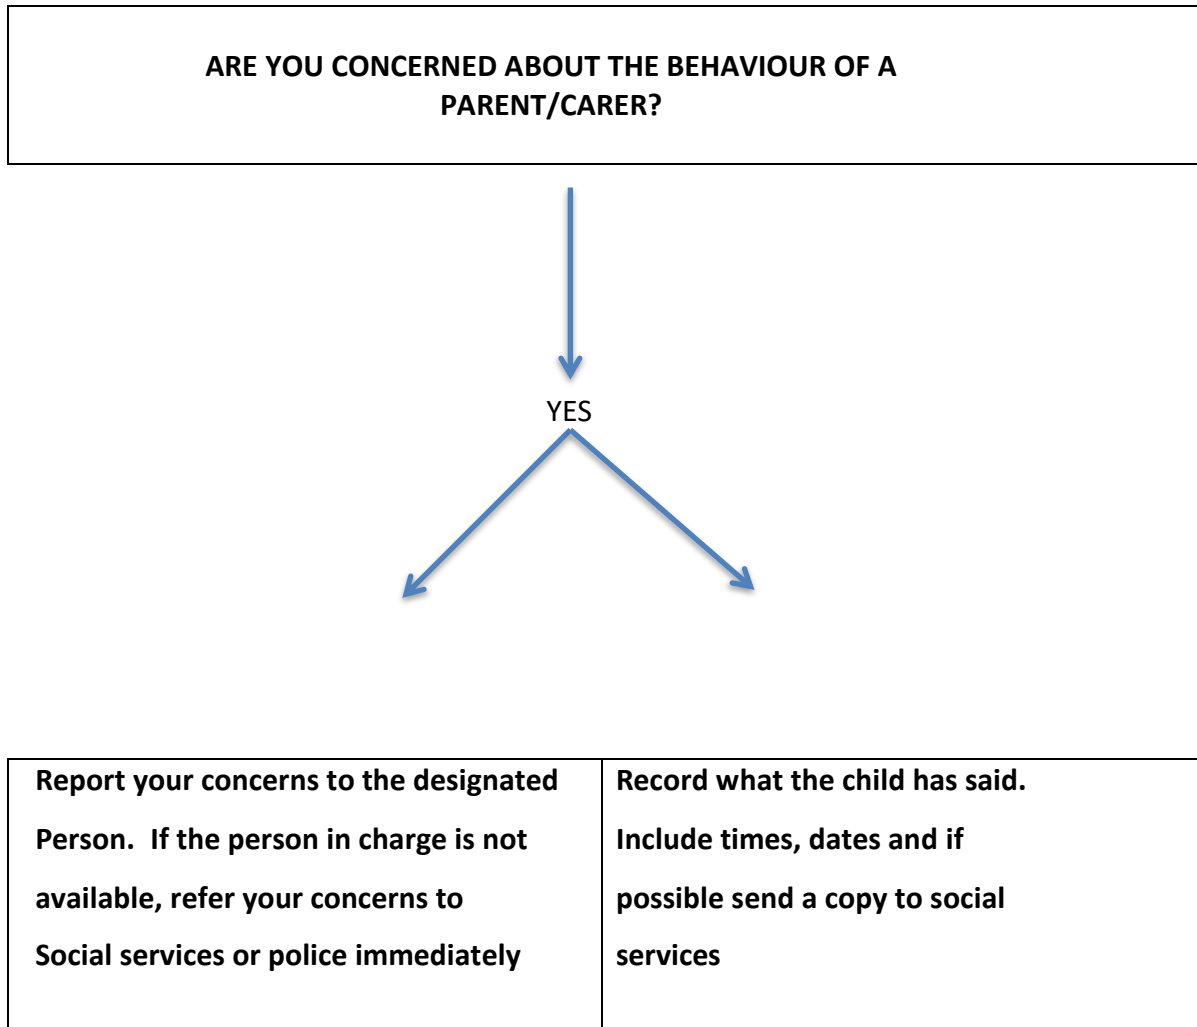 ARE YOU CONCERNED ABOUT THE BEHAVIOUR OF A
PARENT/CARER?
YES
Report your concerns to the designated
Person.  If the person in charge is not
available, refer your concerns to
Social services or police immediately
Record what the child has said.
Include times, dates and if
possible send a copy to social
services